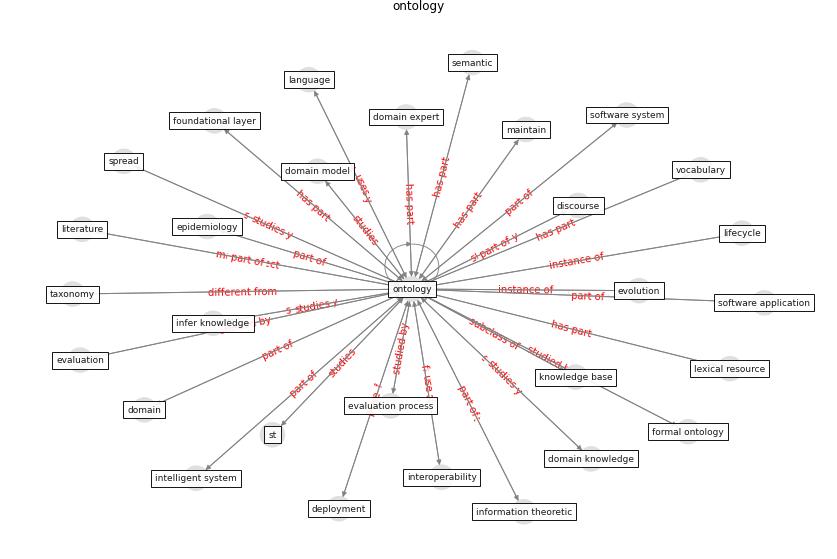 ontology
semantic
language
domain expert
software system
foundational layer
maintain
spread
domain model
vocabulary
has part
uses
has part
has part
has part
part of
discourse
literature
epidemiology
studies y
studies
part of y
has part
lifecycle
part of
part of
instance of
taxonomy
different from
ontology
instance of
part of
evolution
software application
infer knowledge
by
studies y
studied by
subclass of
studied
has part
evaluation
part of
studies
lexical resource
domain
part of
use
part of
studies y
knowledge base
evaluation process
st
formal ontology
domain knowledge
intelligent system
interoperability
deployment
information theoretic